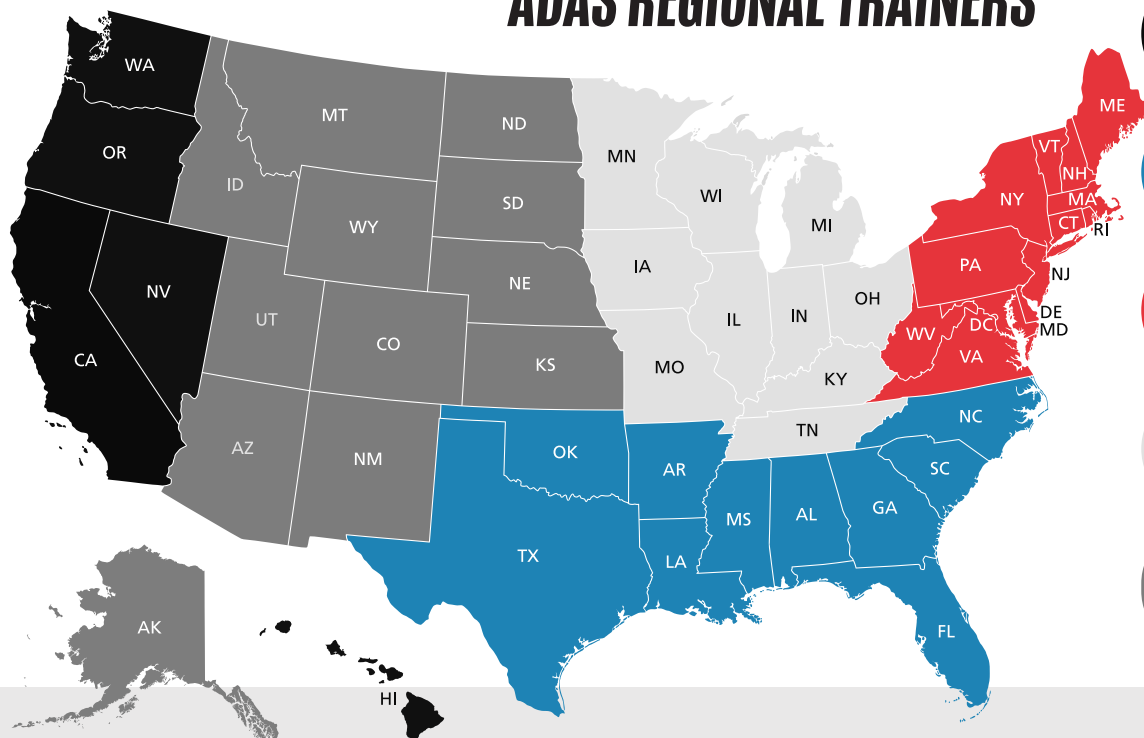 ADAS REGIONAL TRAINERS
WA
OR
CA
NV
ID
MT
WY
UT
CO
AZ
NM
ND
SD
NE
KS
OK
TX
MN
IA
MO
WI
IL
MI
IN
OH
KY
TN
AR
LA
MS
AL
GA
FL
SC
NC
VA
WV
DC
MD
DE
NJ
PA
NY
CT
RI
MA
NH
VT
ME
AK
HI